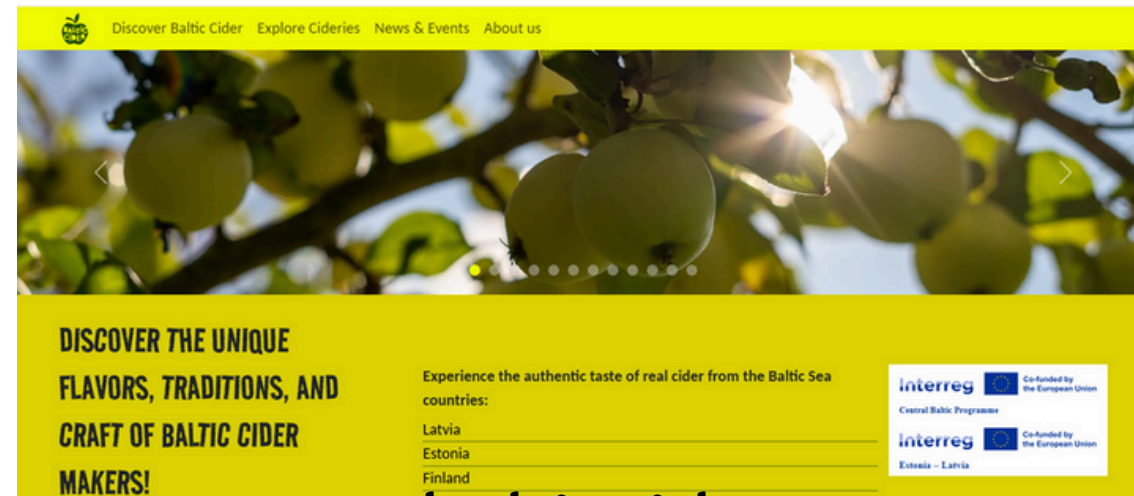 BALTIC CIDER
Discover Baltic Cider Explore Cideries News & Events About us
DISCOVER THE UNIQUE
FLAVORS, TRADITIONS, AND
CRAFT OF BALTIC CIDER
MAKERS!
Experience the authentic taste of real cider from the Baltic Sea
countries:
Latvia
Estonia
Finland
Interreg Co-funded by
the European Union
Central Baltic Programme
Interreg Co-funded by
the European Union
Estonia – Latvia